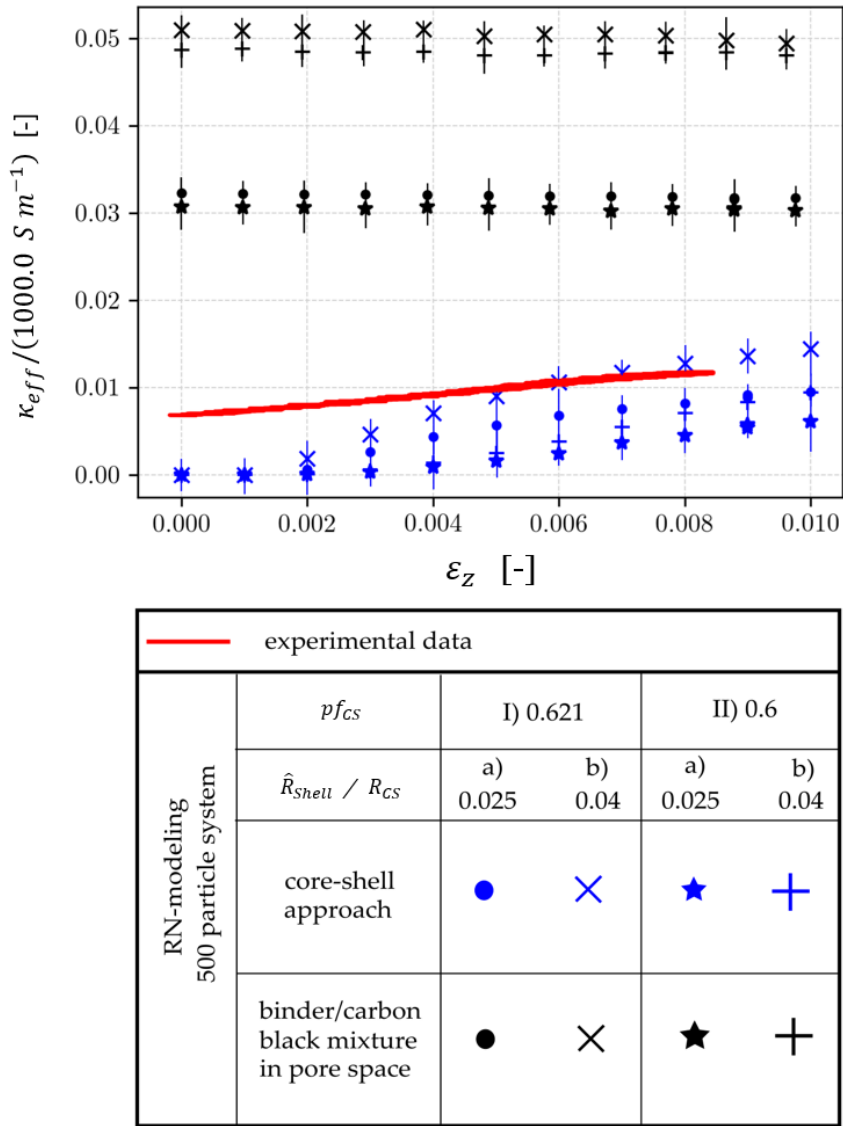 0.05
0.04
0.03
0.02
0.01
0.00
κ_eff/(1000.0 S m⁻¹) [-]
0.000 0.002 0.004 0.006 0.008 0.010
ε_z [-]
experimental data
RN-modeling
500 particle system
pf_CS I) 0.621 II) 0.6
R̂_Shell / R_CS a) 0.025 b) 0.04 a) 0.025 b) 0.04
core-shell
approach
binder/carbon
black mixture
in pore space